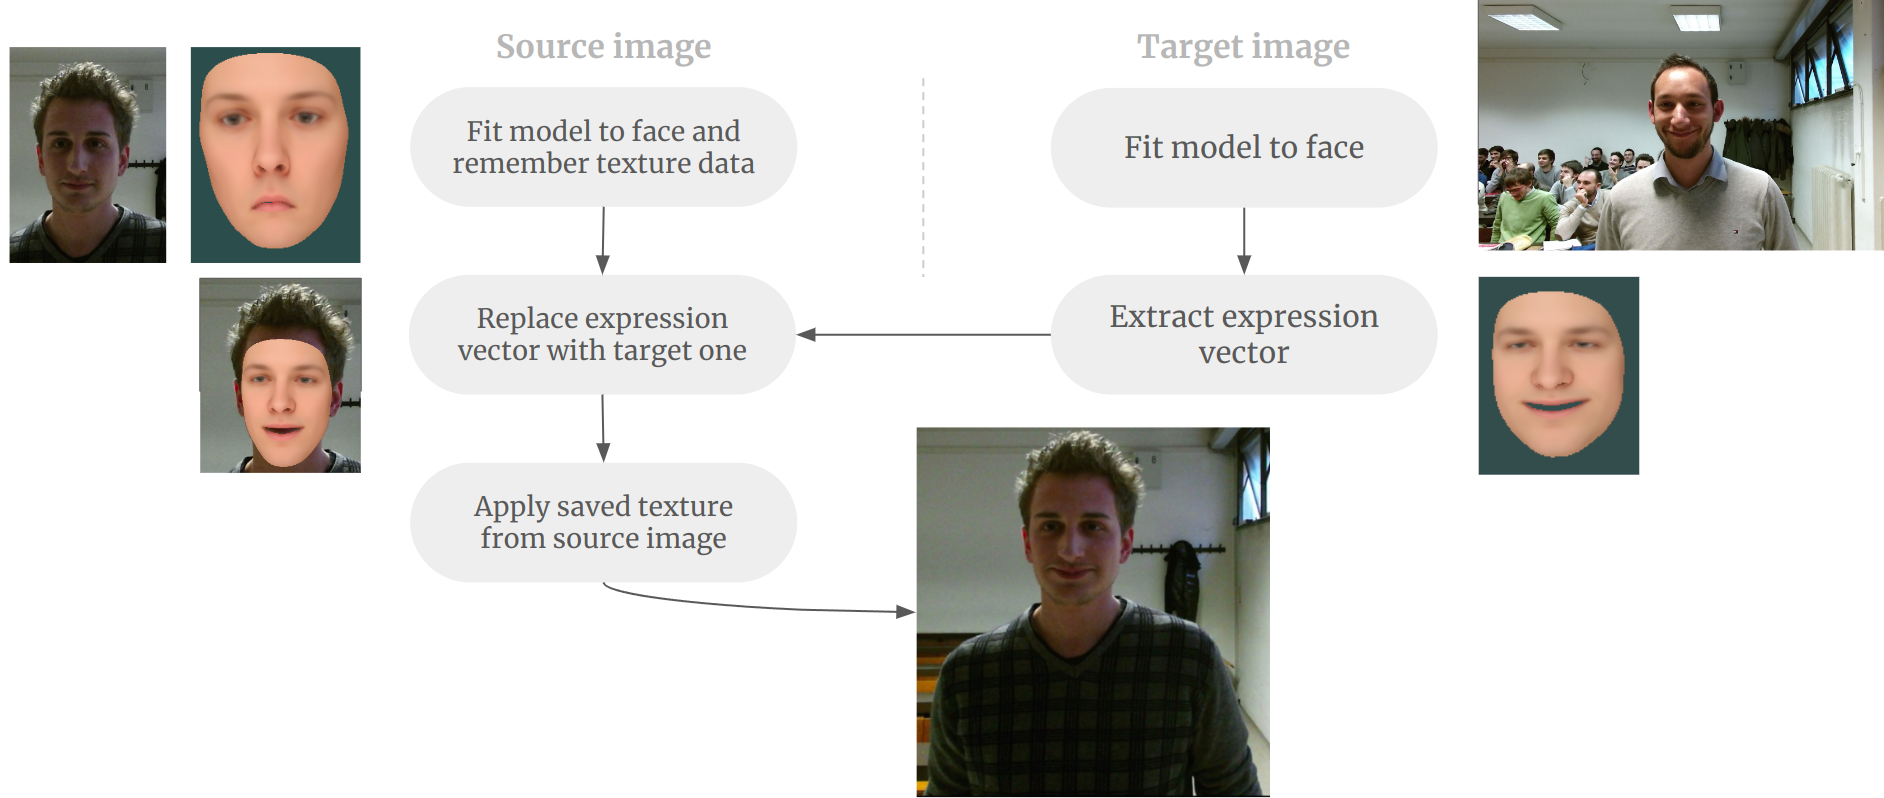 Source image
Target image
Fit model to face and
remember texture data
Fit model to face
Replace expression
vector with target one
Extract expression
vector
Apply saved texture
from source image